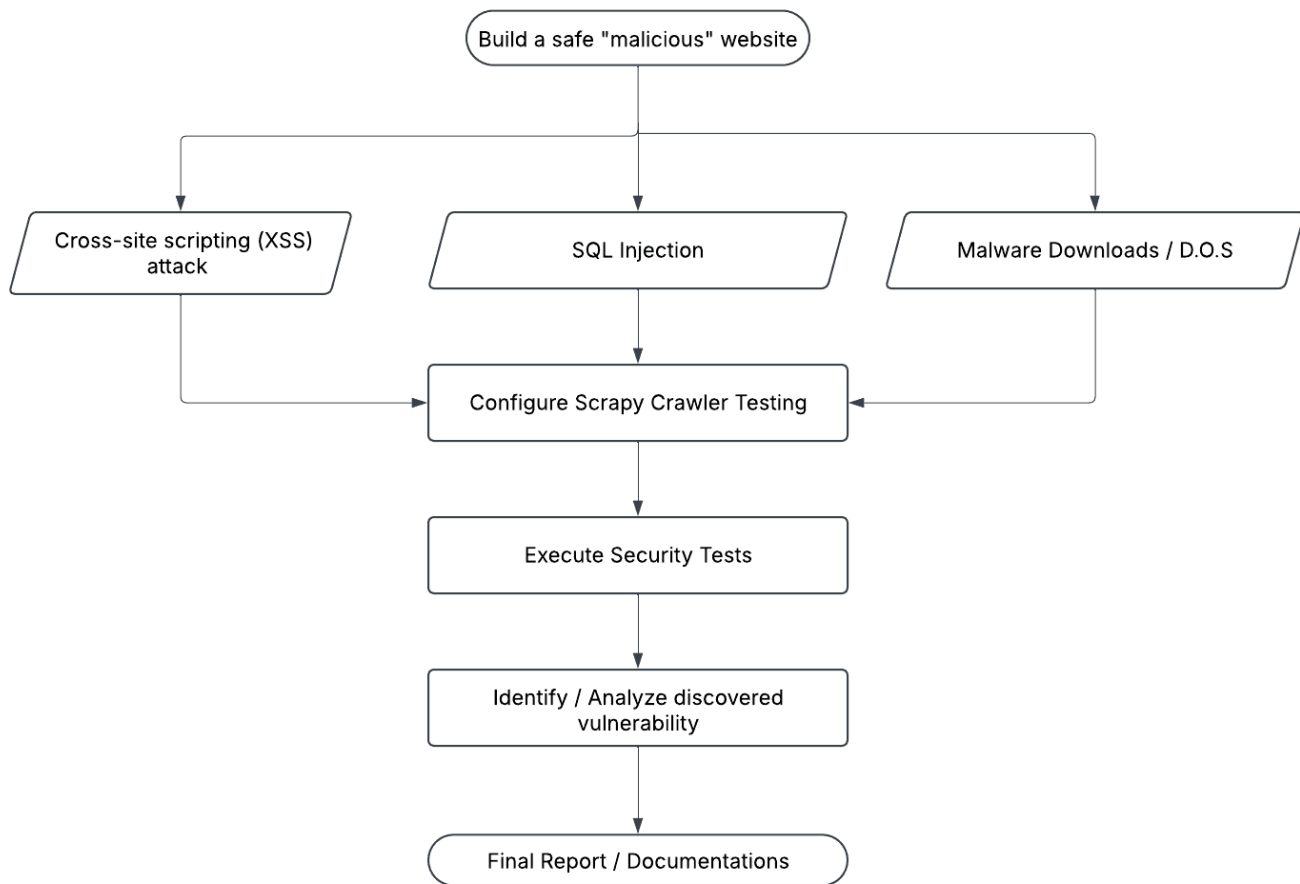 Build a safe "malicious" website
Cross-site scripting (XSS)
attack
SQL Injection
Malware Downloads / D.O.S
Configure Scrapy Crawler Testing
Execute Security Tests
Identify / Analyze discovered
vulnerability
Final Report / Documentations